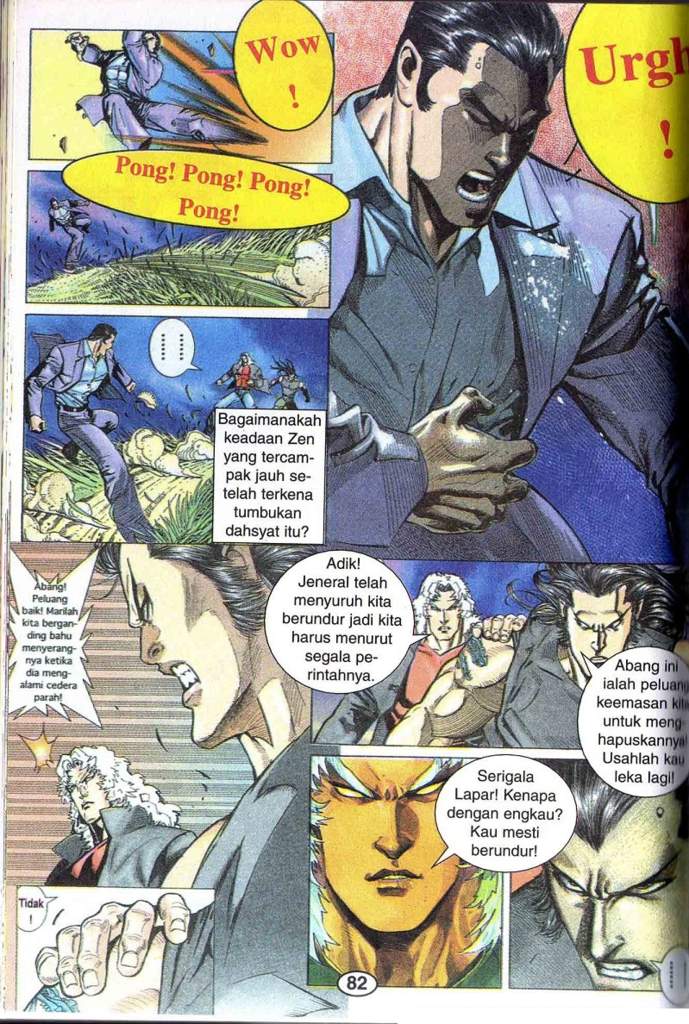 Wow
!
Urgh
!
Pong! Pong! Pong!
Pong!
Bagaimanakah
keadaan Zen
yang tercam-
pak jauh se-
telah terkena
tumbukan
dahsyat itu?
Abang!
Peluang
baik! Marilah
kita bergan-
ding bahu
menyerang-
nya ketika
dia meng-
alami cedera
parah!
Adik!
Jeneral telah
menyuruh kita
berundur jadi kita
harus menurut
segala pe-
rintahnya.
Abang ini
ialah peluang
keemasan kita
untuk meng-
hapuskannya!
Usahlah kau
leka lagi!
Tidak
!
Serigala
Lapar! Kenapa
dengan engkau?
Kau mesti
berundur!
82